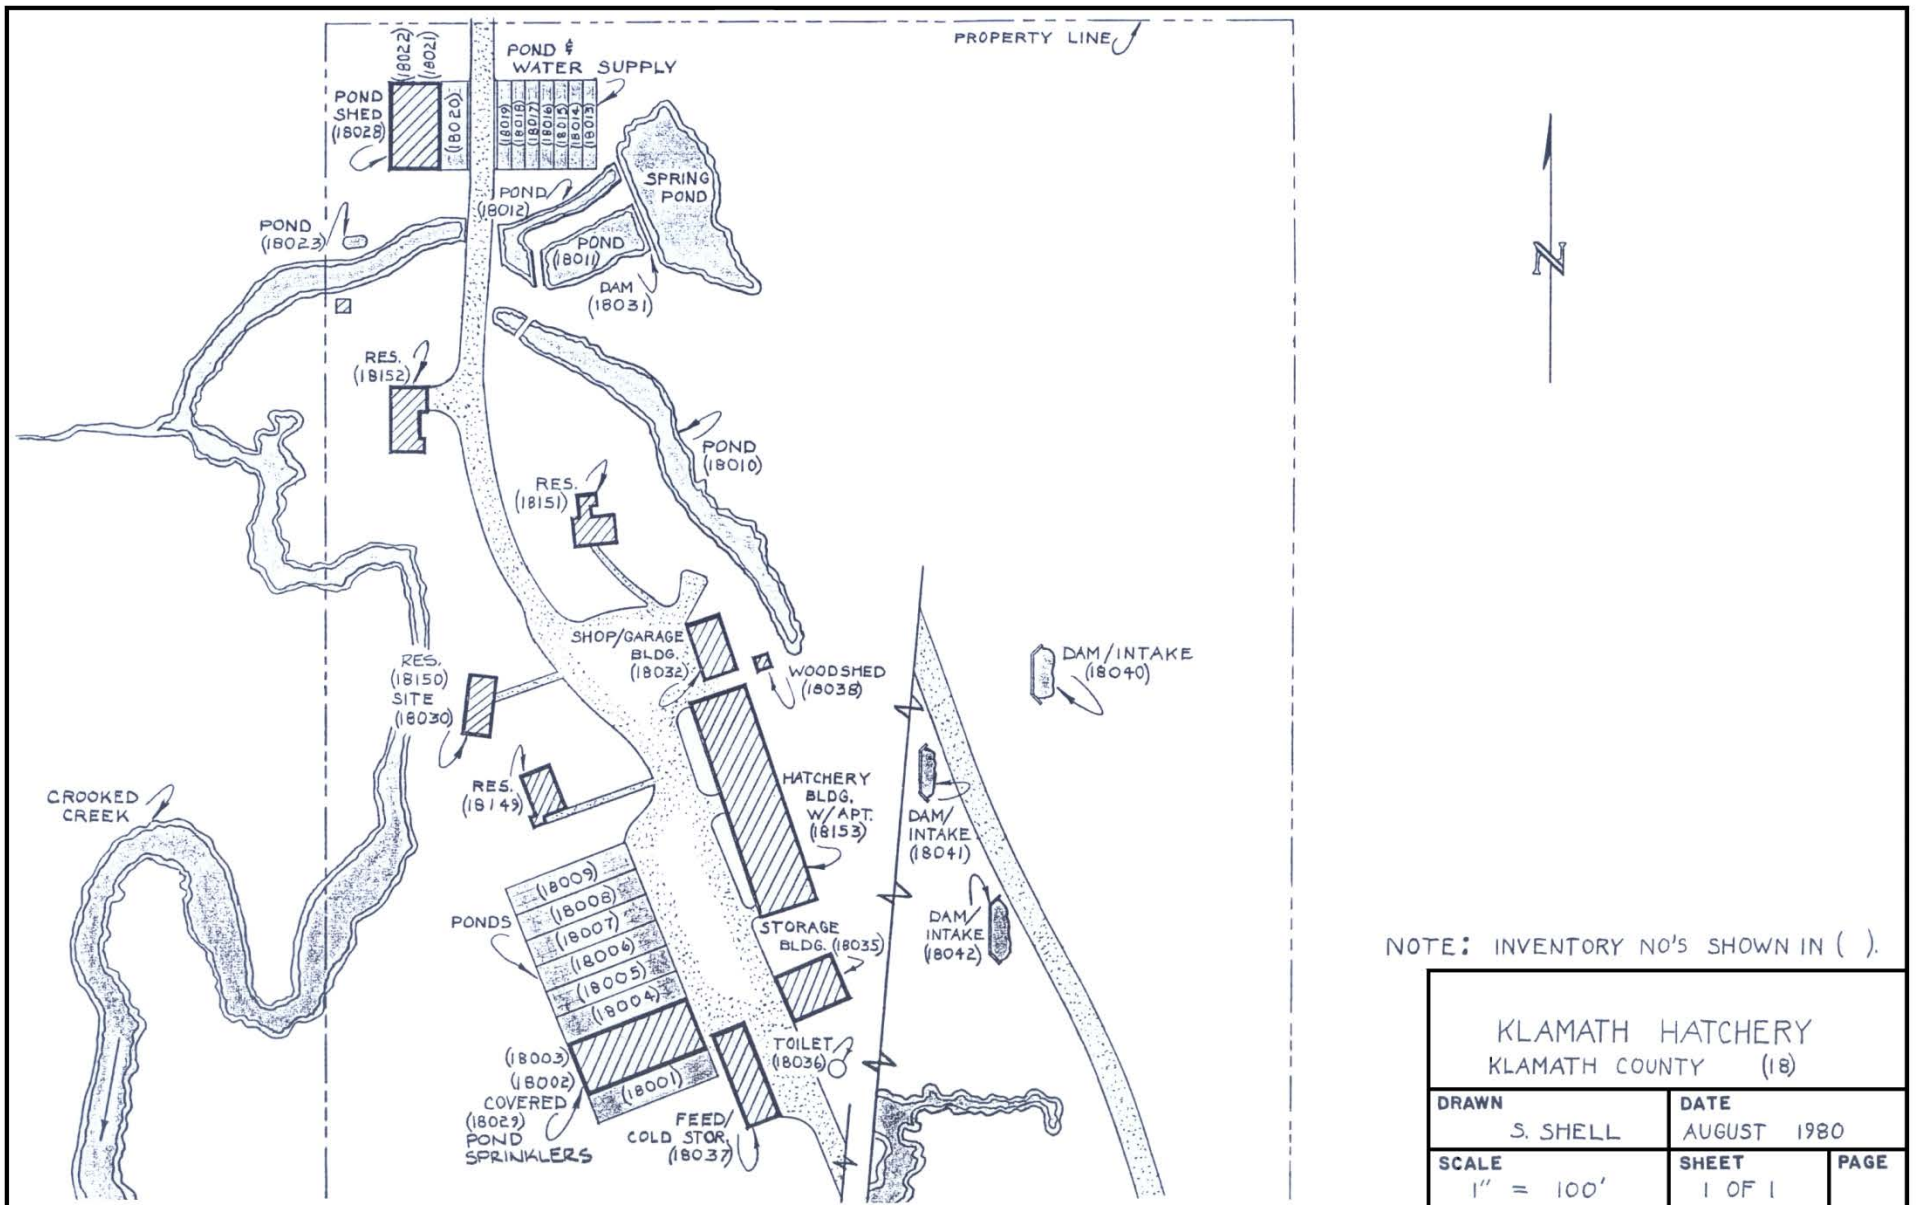 PROPERTY LINE
(18022)
(18021)
POND &
WATER SUPPLY
POND
SHED
(18028)
(18020)
(18019)
(18018)
(18017)
(18016)
(18015)
(18014)
(18013)
SPRING
POND
POND
(18012)
POND
(18011)
POND
(18023)
DAM
(18031)
N
RES.
(18152)
POND
(18010)
RES.
(18151)
SHOP/GARAGE
BLDG.
(18032)
WOODSHED
(18038)
DAM/INTAKE
(18040)
RES.
(18150)
SITE
(18030)
RES.
(18149)
HATCHERY
BLDG.
W/APT.
(18153)
DAM/
INTAKE
(18041)
CROOKED
CREEK
PONDS
(18009)
(18008)
(18007)
(18006)
(18005)
(18004)
STORAGE
BLDG. (18035)
DAM/
INTAKE
(18042)
TOILET
(18036)
(18003)
(18002)
COVERED
(18029)
POND
SPRINKLERS
(18001)
FEED/
COLD STOR.
(18037)
NOTE: INVENTORY NO'S SHOWN IN ( ).
KLAMATH HATCHERY
KLAMATH COUNTY (18)
DRAWN
S. SHELL
DATE
AUGUST 1980
SCALE
1" = 100'
SHEET
1 OF 1
PAGE